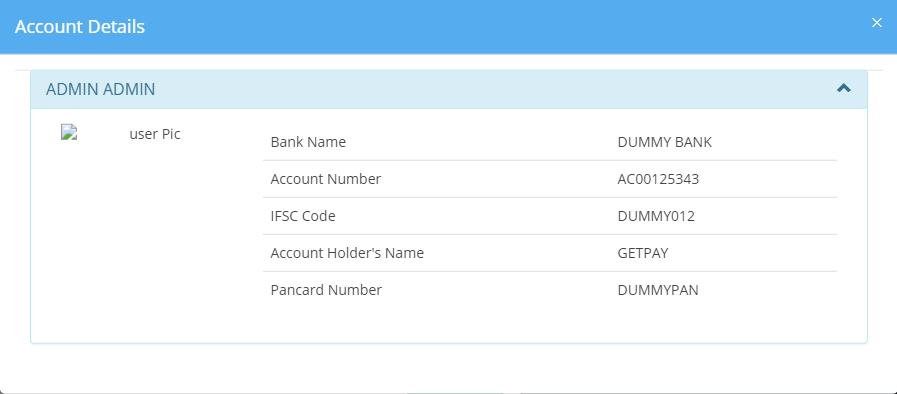 Account Details ×
ADMIN ADMIN
user Pic
Bank Name DUMMY BANK
Account Number AC00125343
IFSC Code DUMMY012
Account Holder's Name GETPAY
Pancard Number DUMMYPAN